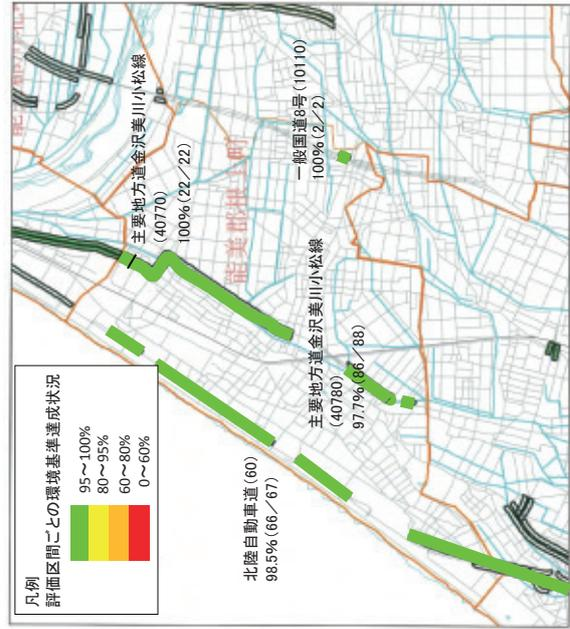 凡例
評価区間ごとの環境基準達成状況
95～100%
80～95%
60～80%
0～60%
主要地方道金沢美川小松線
(40770)
100%(22／22)
一般国道8号(10110)
100%(2／2)
能美郡根上町
主要地方道金沢美川小松線
(40780)
97.7%(86／88)
北陸自動車道(60)
98.5%(66／67)